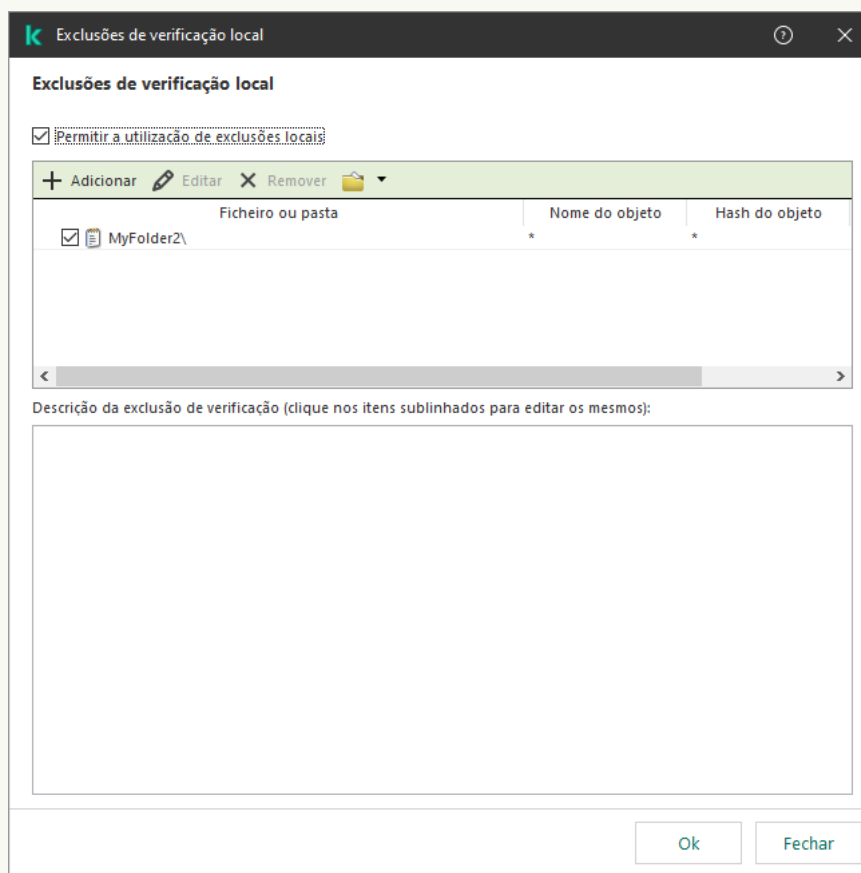 Exclusões de verificação local
Exclusões de verificação local
Permitir a utilização de exclusões locais
Adicionar Editar Remover
Ficheiro ou pasta Nome do objeto Hash do objeto
MyFolder2\ * *
Descrição da exclusão de verificação (clique nos itens sublinhados para editar os mesmos):
Ok Fechar